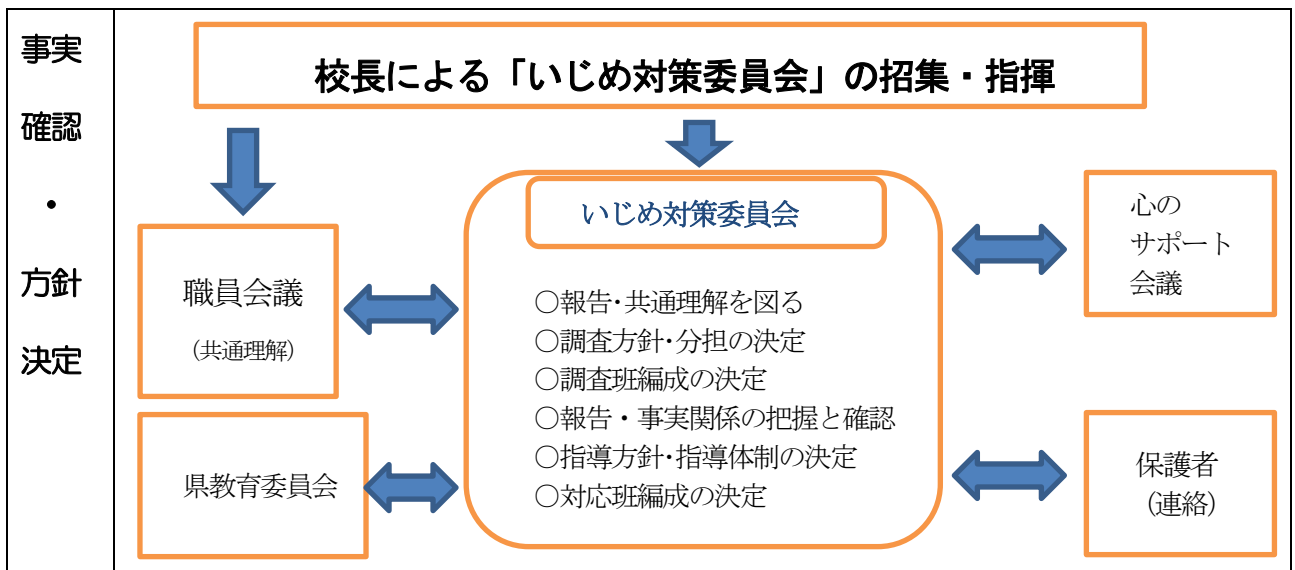 事実
確認
・
方針
決定
校長による「いじめ対策委員会」の招集・指揮
職員会議
(共通理解)
県教育委員会
いじめ対策委員会
○報告・共通理解を図る
○調査方針・分担の決定
○調査班編成の決定
○報告・事実関係の把握と確認
○指導方針・指導体制の決定
○対応班編成の決定
心の
サポート
会議
保護者
(連絡)